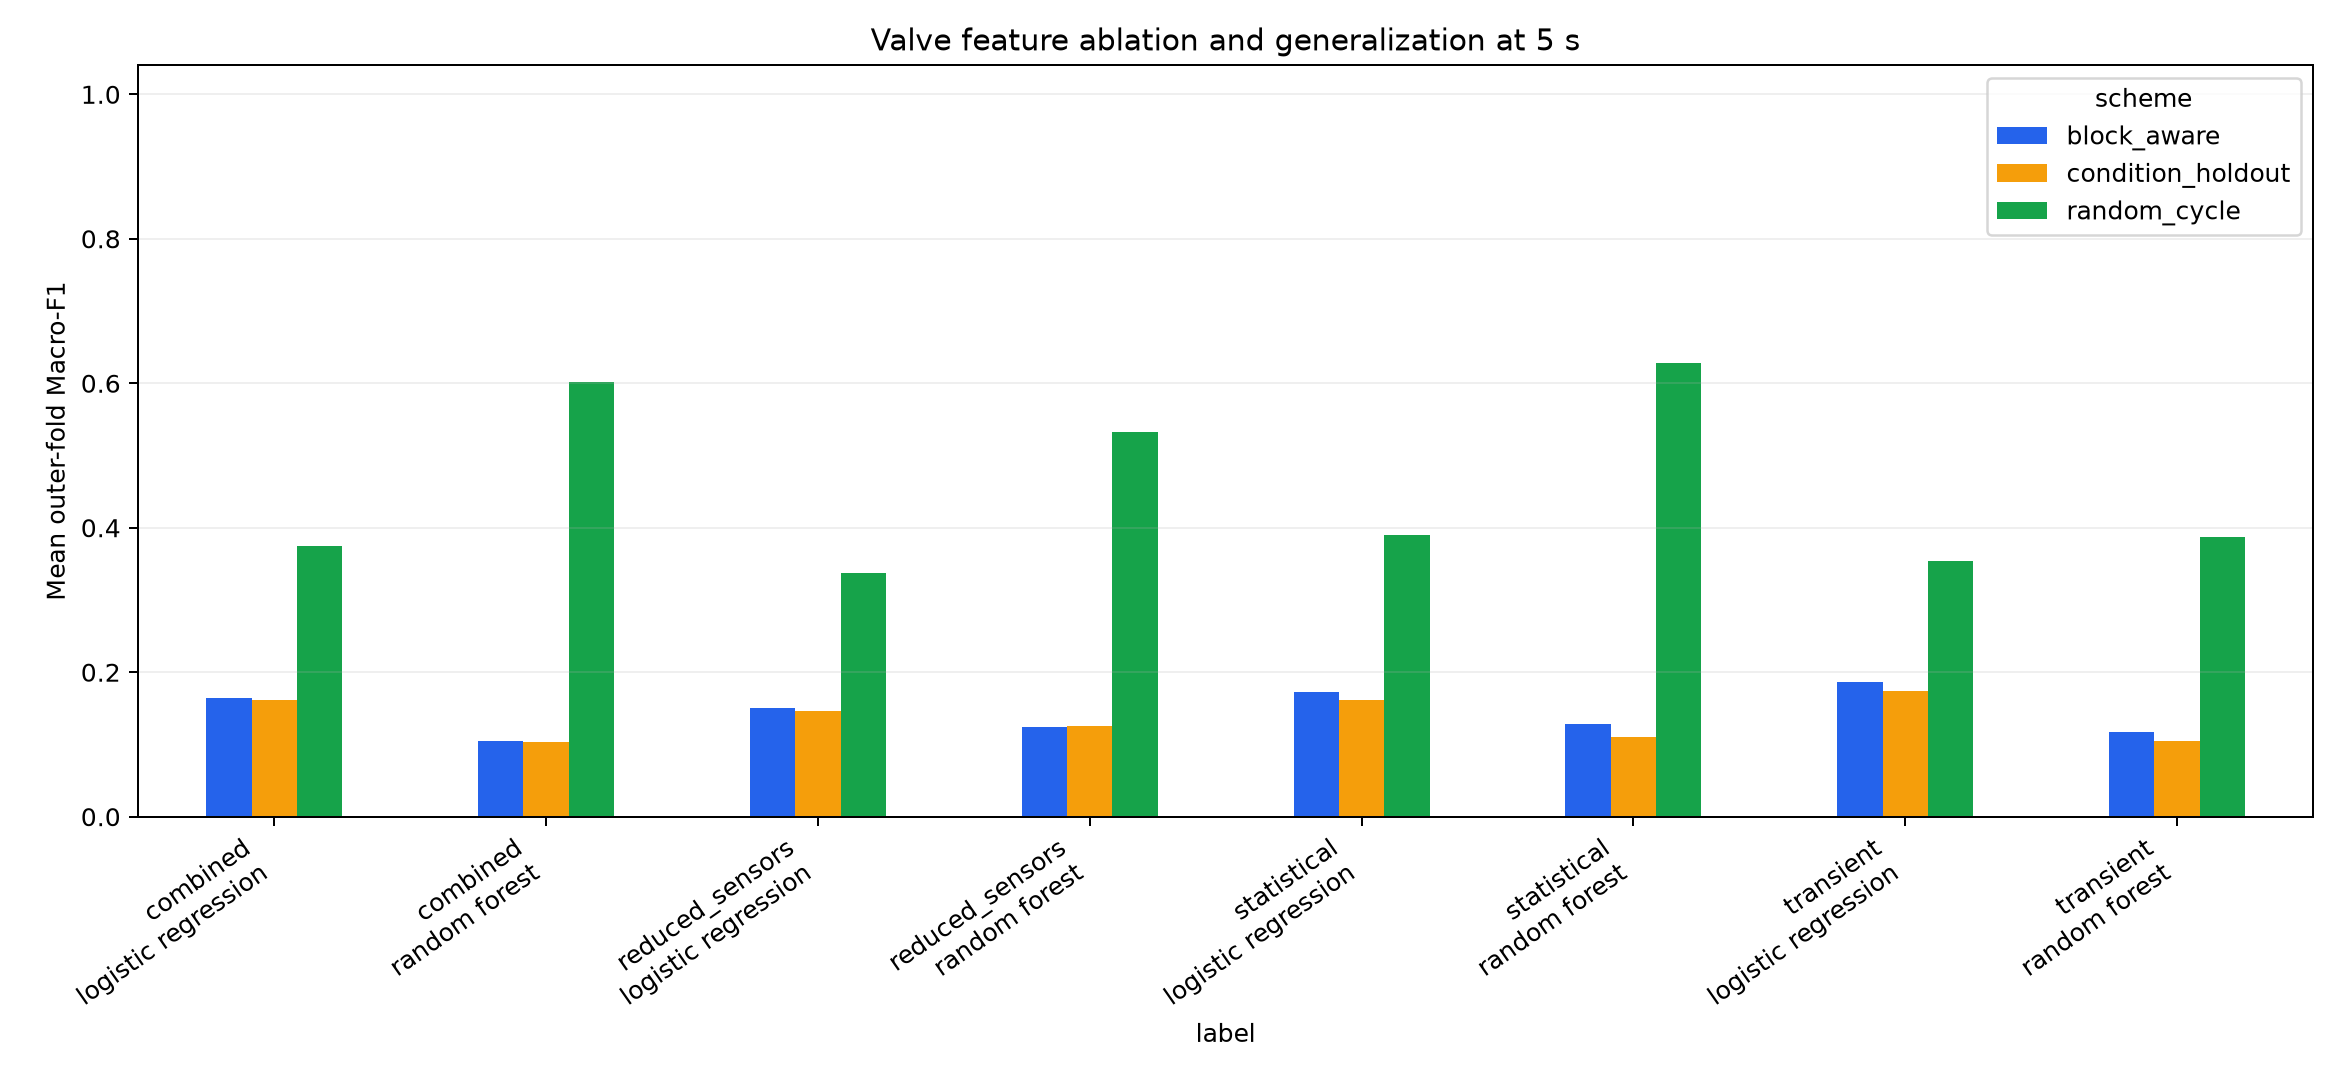 Valve feature ablation and generalization at 5 s
scheme
block_aware
condition_holdout
random_cycle
Mean outer-fold Macro-F1
1.0
0.8
0.6
0.4
0.2
0.0
combined
logistic regression
combined
random forest
reduced_sensors
logistic regression
reduced_sensors
random forest
statistical
logistic regression
statistical
random forest
transient
logistic regression
transient
random forest
label